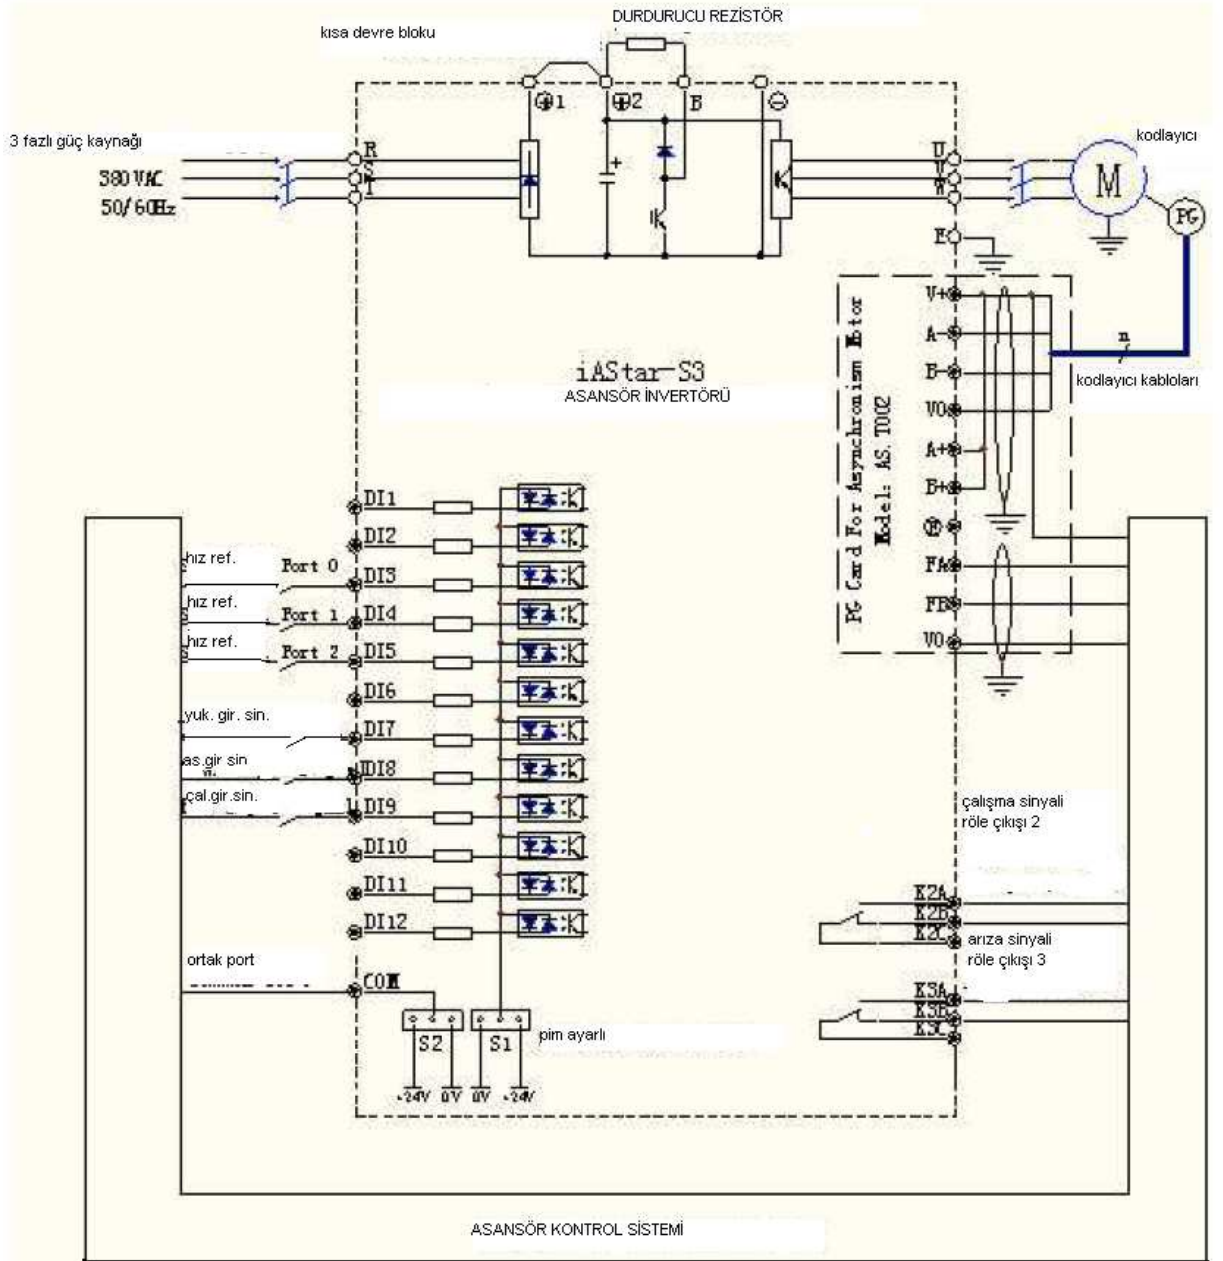 DURDURUCU REZİSTÖR
kısa devre bloku
⊕1
⊕2
B
⊖
3 fazlı güç kaynağı
380 VAC
50/60Hz
R
S
T
U
V
W
kodlayıcı
M
PG
E
V+
A-
B-
V0
A+
B+
FA
FB
V0
n
kodlayıcı kabloları
PG Card For Asynchronism Motor
Model: AS.T002
iAStar-S3
ASANSÖR İNVERTÖRÜ
DI1
DI2
hız ref.
Port 0
DI3
hız ref.
Port 1
DI4
hız ref.
Port 2
DI5
DI6
yuk. gir. sin.
DI7
as.gir sin
DI8
çal.gir.sin.
DI9
DI10
DI11
DI12
ortak port
COM
S2
S1
pim ayarlı
+24V
0V
0V
+24V
çalışma sinyali
röle çıkışı 2
K2A
K2B
K2C
arıza sinyali
röle çıkışı 3
K3A
K3B
K3C
ASANSÖR KONTROL SİSTEMİ